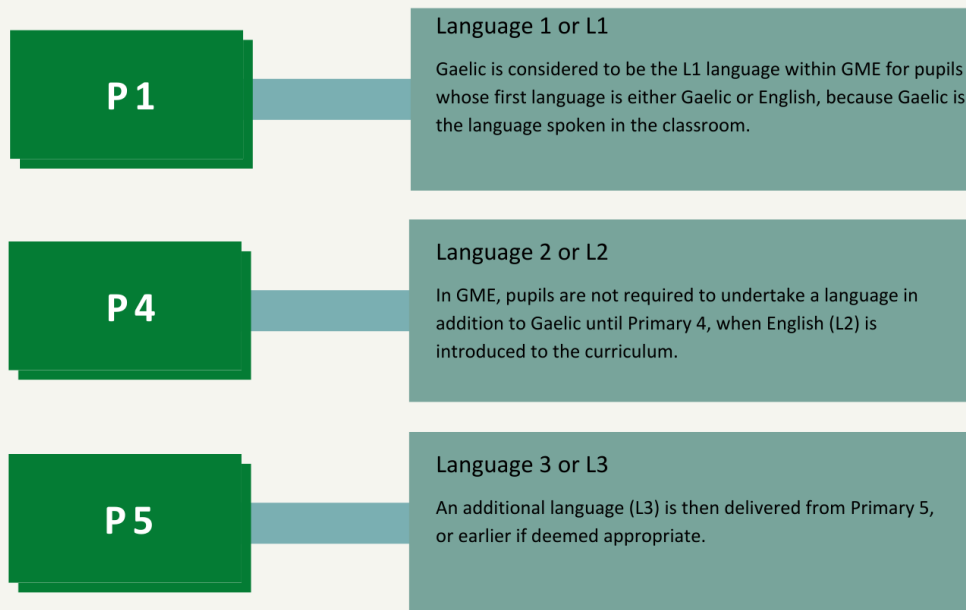 P 1
Language 1 or L1
Gaelic is considered to be the L1 language within GME for pupils
whose first language is either Gaelic or English, because Gaelic is
the language spoken in the classroom.
P 4
Language 2 or L2
In GME, pupils are not required to undertake a language in
addition to Gaelic until Primary 4, when English (L2) is
introduced to the curriculum.
P 5
Language 3 or L3
An additional language (L3) is then delivered from Primary 5,
or earlier if deemed appropriate.